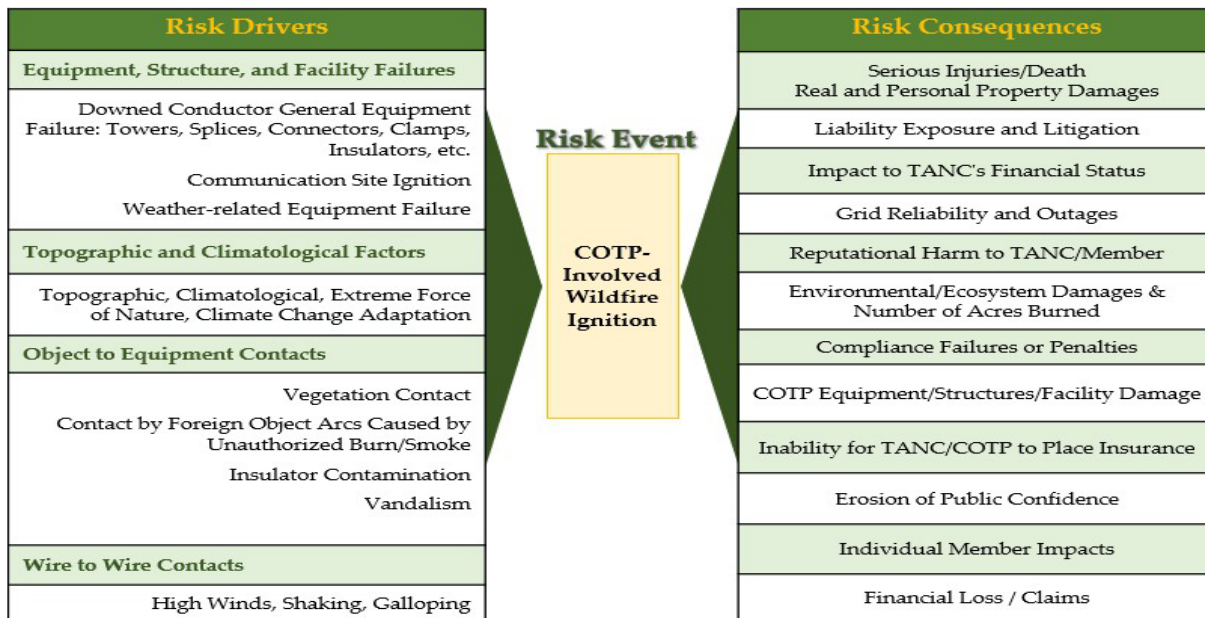 Risk Drivers
Equipment, Structure, and Facility Failures
Downed Conductor General Equipment
Failure: Towers, Splices, Connectors, Clamps,
Insulators, etc.
Communication Site Ignition
Weather-related Equipment Failure
Topographic and Climatological Factors
Topographic, Climatological, Extreme Force
of Nature, Climate Change Adaptation
Object to Equipment Contacts
Vegetation Contact
Contact by Foreign Object Arcs Caused by
Unauthorized Burn/Smoke
Insulator Contamination
Vandalism
Wire to Wire Contacts
High Winds, Shaking, Galloping
Risk Event
COTP-
Involved
Wildfire
Ignition
Risk Consequences
Serious Injuries/Death
Real and Personal Property Damages
Liability Exposure and Litigation
Impact to TANC's Financial Status
Grid Reliability and Outages
Reputational Harm to TANC/Member
Environmental/Ecosystem Damages &
Number of Acres Burned
Compliance Failures or Penalties
COTP Equipment/Structures/Facility Damage
Inability for TANC/COTP to Place Insurance
Erosion of Public Confidence
Individual Member Impacts
Financial Loss / Claims